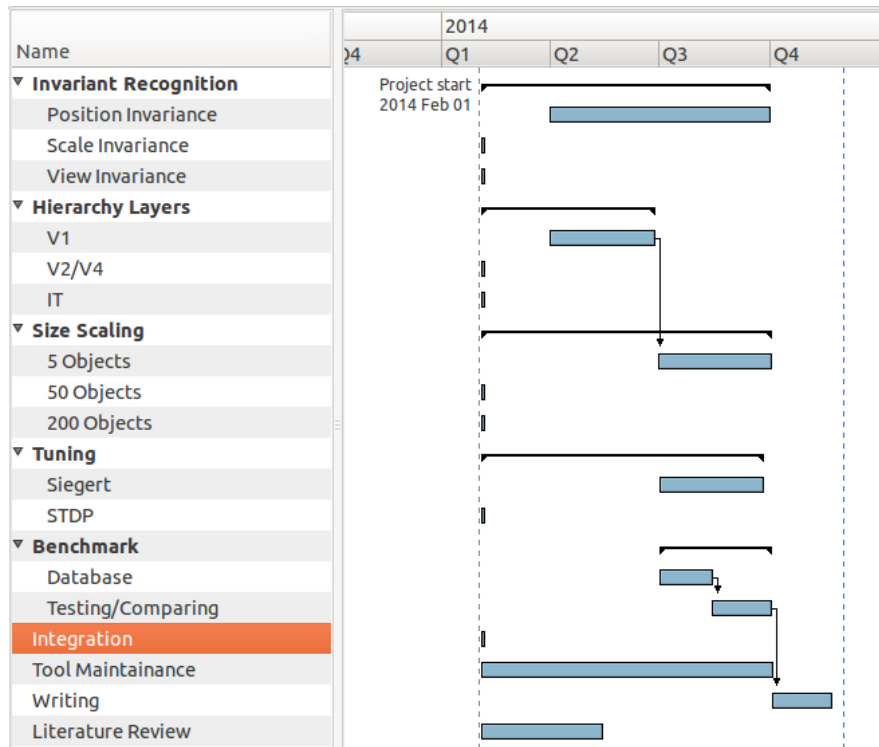 2014
Name
Q4 Q1 Q2 Q3 Q4
Invariant Recognition
Project start
2014 Feb 01
Position Invariance
Scale Invariance
View Invariance
Hierarchy Layers
V1
V2/V4
IT
Size Scaling
5 Objects
50 Objects
200 Objects
Tuning
Siegert
STDP
Benchmark
Database
Testing/Comparing
Integration
Tool Maintainance
Writing
Literature Review